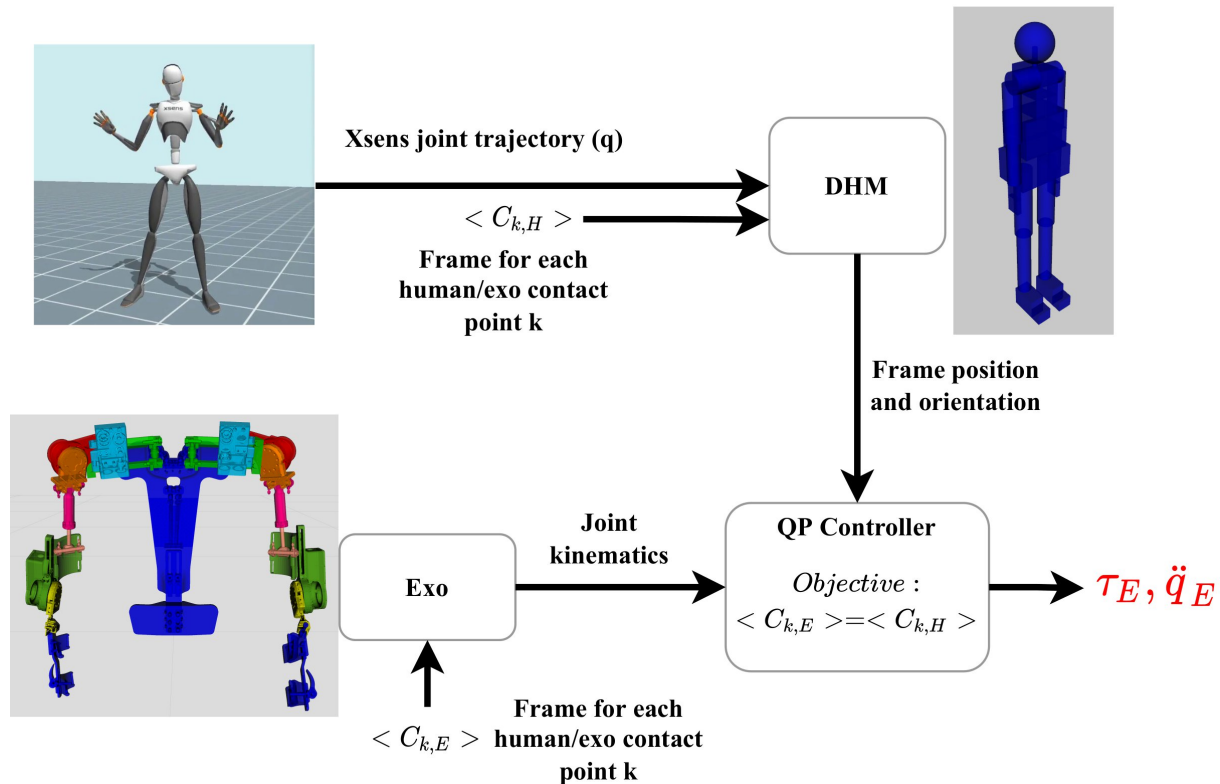 XSENS
Xsens joint trajectory (q)
< C_{k,H} >
Frame for each
human/exo contact
point k
DHM
Frame position
and orientation
Joint
kinematics
Exo
QP Controller
Objective :
< C_{k,E} >=< C_{k,H} >
τ_E, q̈_E
< C_{k,E} >
Frame for each
human/exo contact
point k